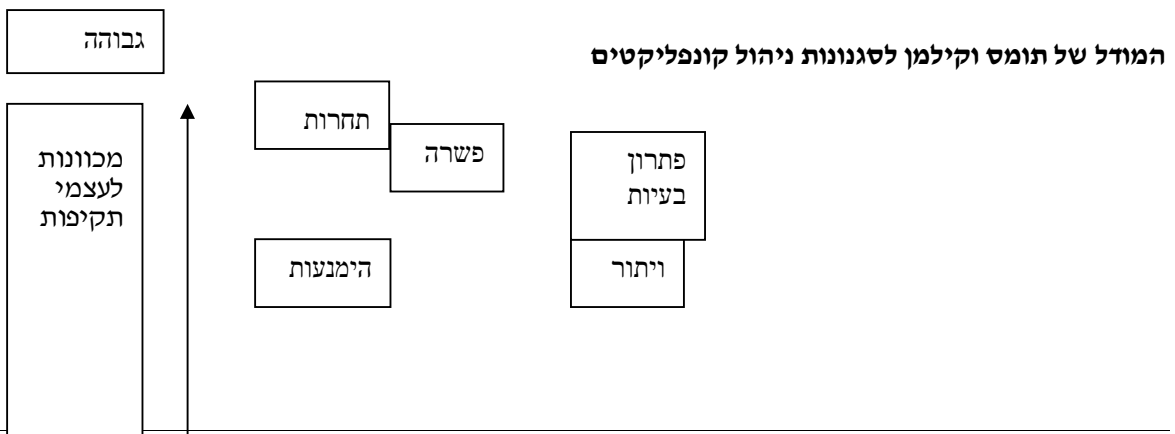 המודל של תומס וקילמן לסגנונות ניהול קונפליקטים
גבוהה
מכוונות
לעצמי
תקיפות
תחרות
פשרה
פתרון
בעיות
הימנעות
ויתור